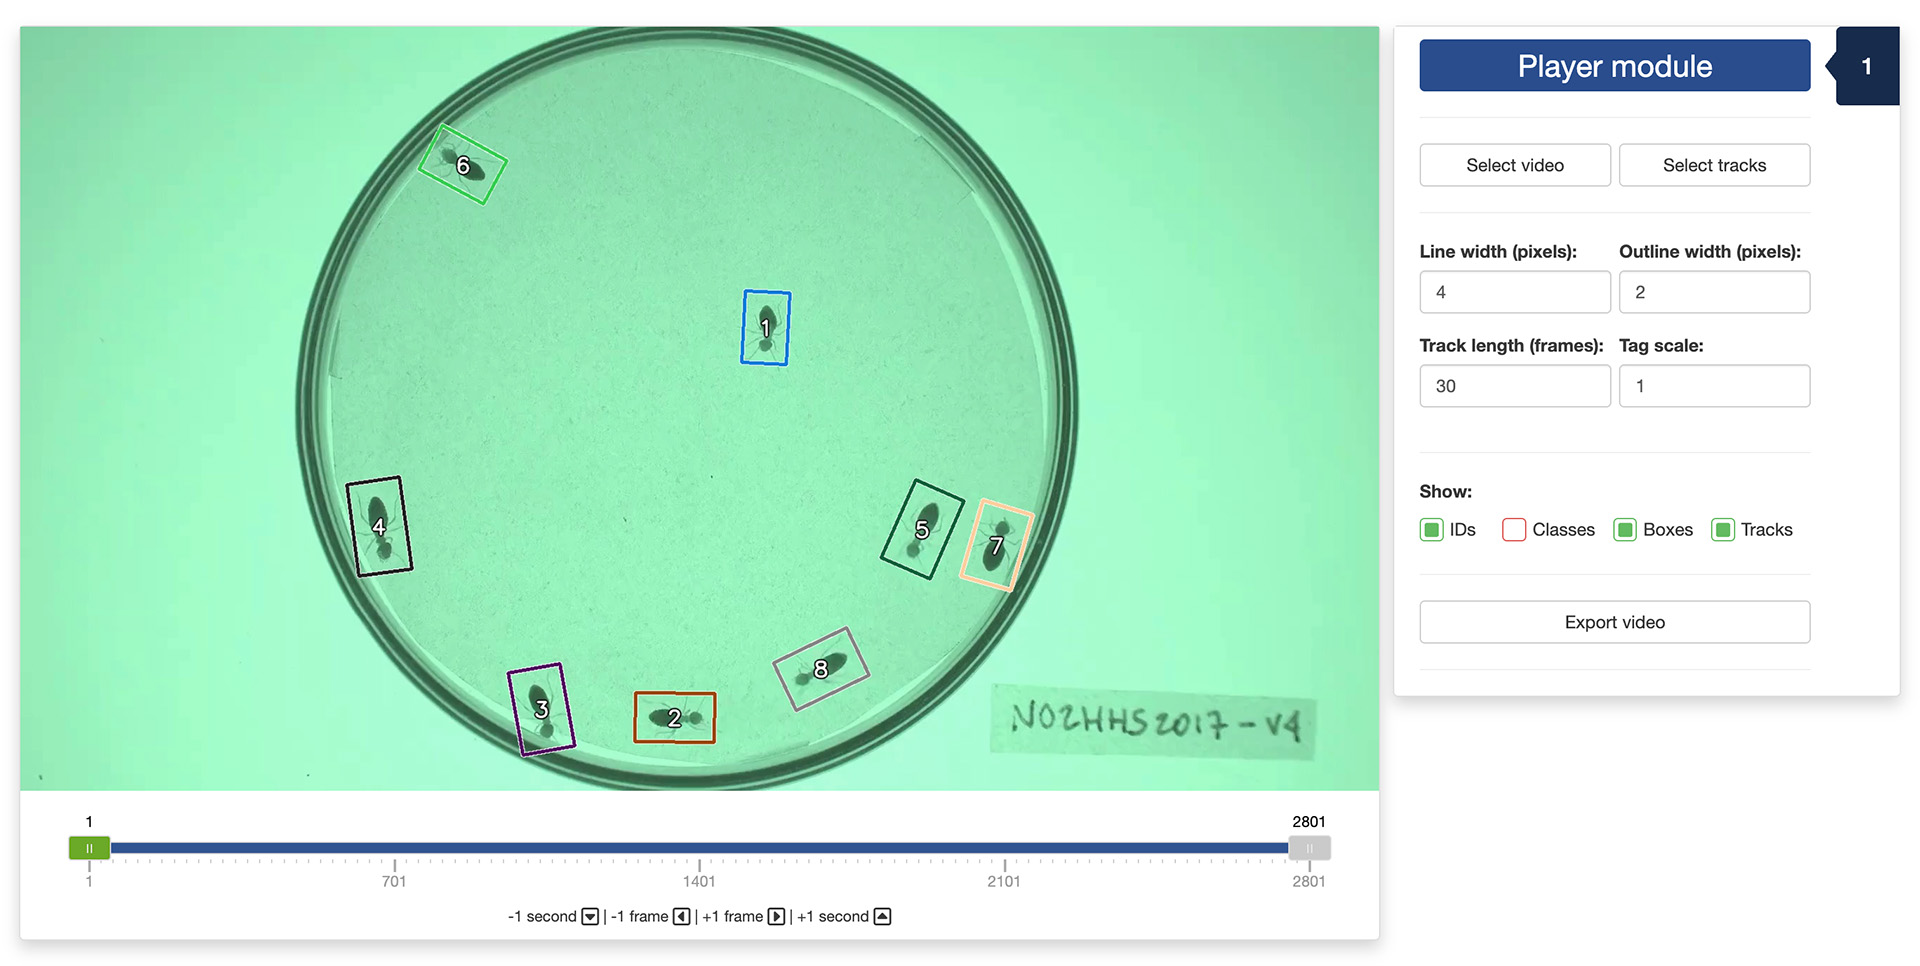 Player module
1
Select video
Select tracks
Line width (pixels):
Outline width (pixels):
4
2
Track length (frames):
Tag scale:
30
1
Show:
IDs
Classes
Boxes
Tracks
Export video
6
1
4
5
7
8
3
2
N02HHS2017-V4
1
2801
1
701
1401
2101
2801
-1 second | -1 frame | +1 frame | +1 second